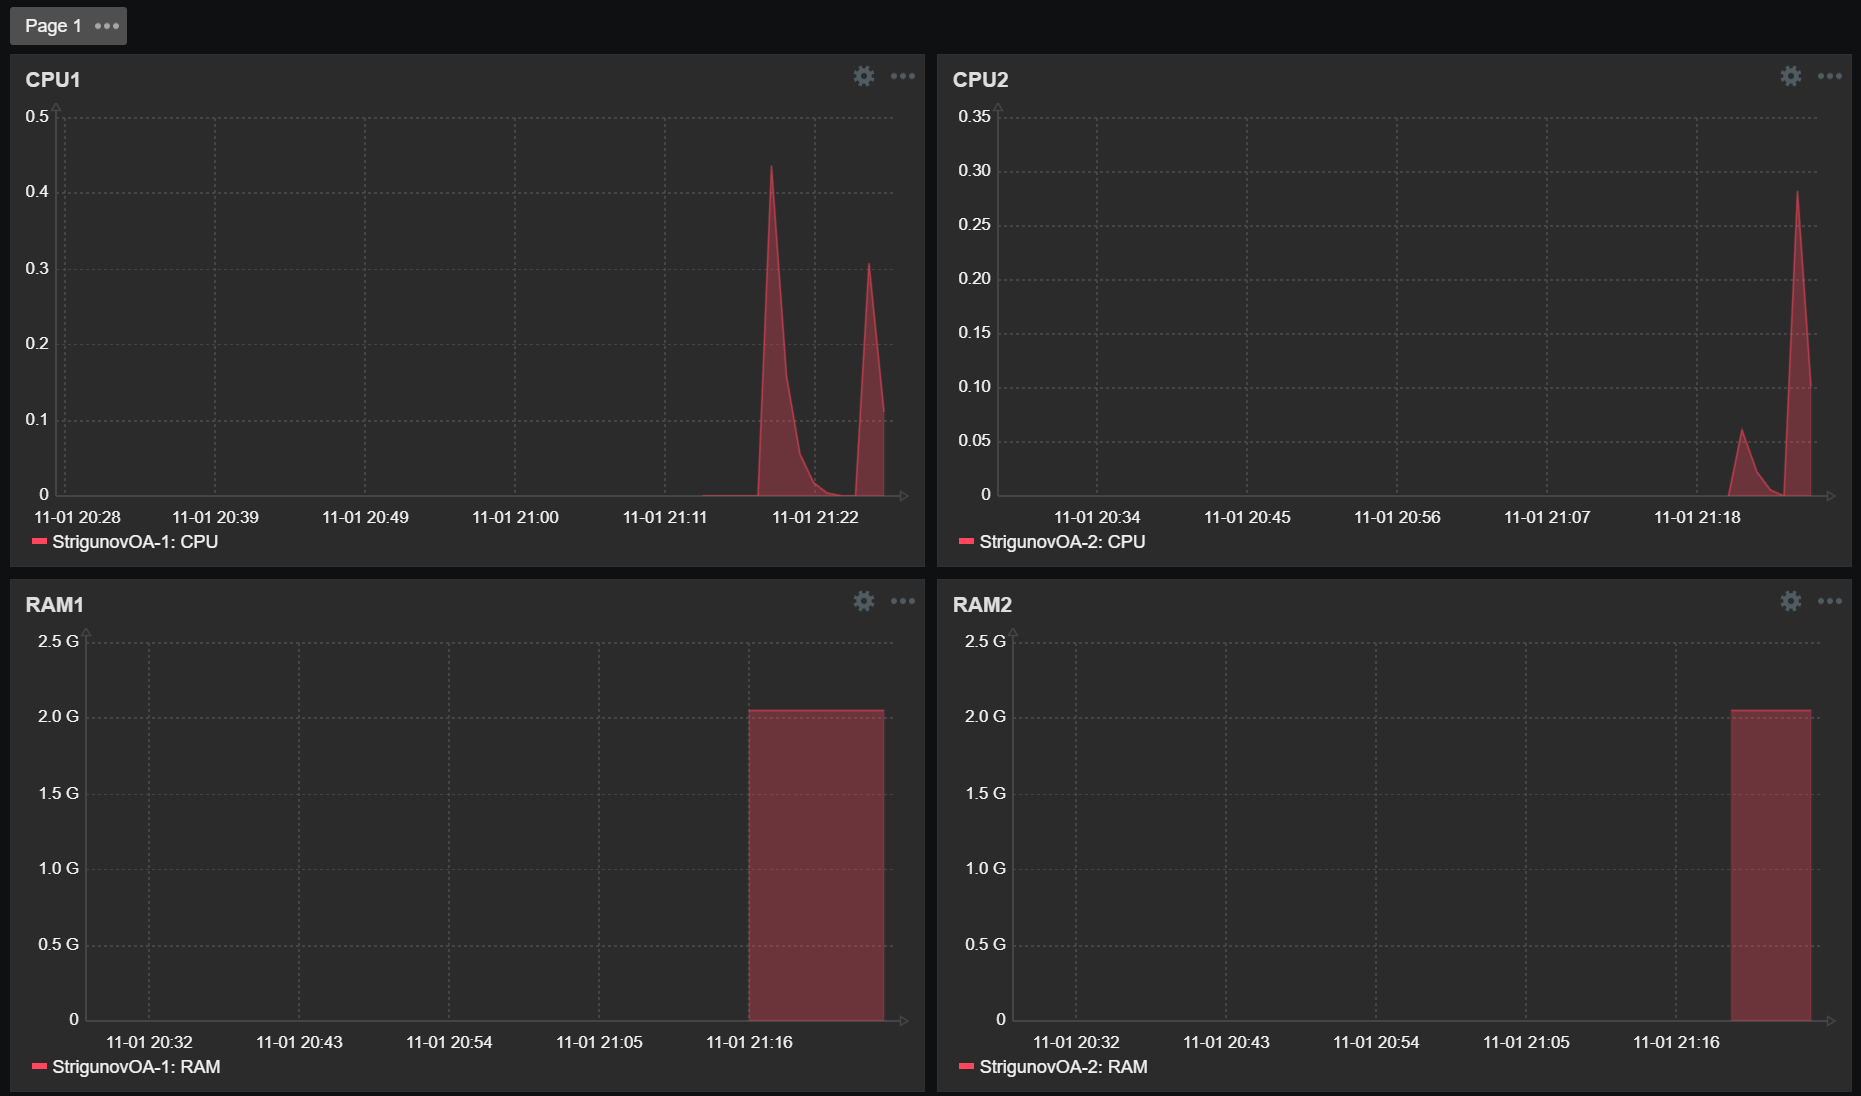 Page 1
CPU1
0.5
0.4
0.3
0.2
0.1
0
11-01 20:28 11-01 20:39 11-01 20:49 11-01 21:00 11-01 21:11 11-01 21:22
StrigunovOA-1: CPU
CPU2
0.35
0.30
0.25
0.20
0.15
0.10
0.05
0
11-01 20:34 11-01 20:45 11-01 20:56 11-01 21:07 11-01 21:18
StrigunovOA-2: CPU
RAM1
2.5 G
2.0 G
1.5 G
1.0 G
0.5 G
0
11-01 20:32 11-01 20:43 11-01 20:54 11-01 21:05 11-01 21:16
StrigunovOA-1: RAM
RAM2
2.5 G
2.0 G
1.5 G
1.0 G
0.5 G
0
11-01 20:32 11-01 20:43 11-01 20:54 11-01 21:05 11-01 21:16
StrigunovOA-2: RAM